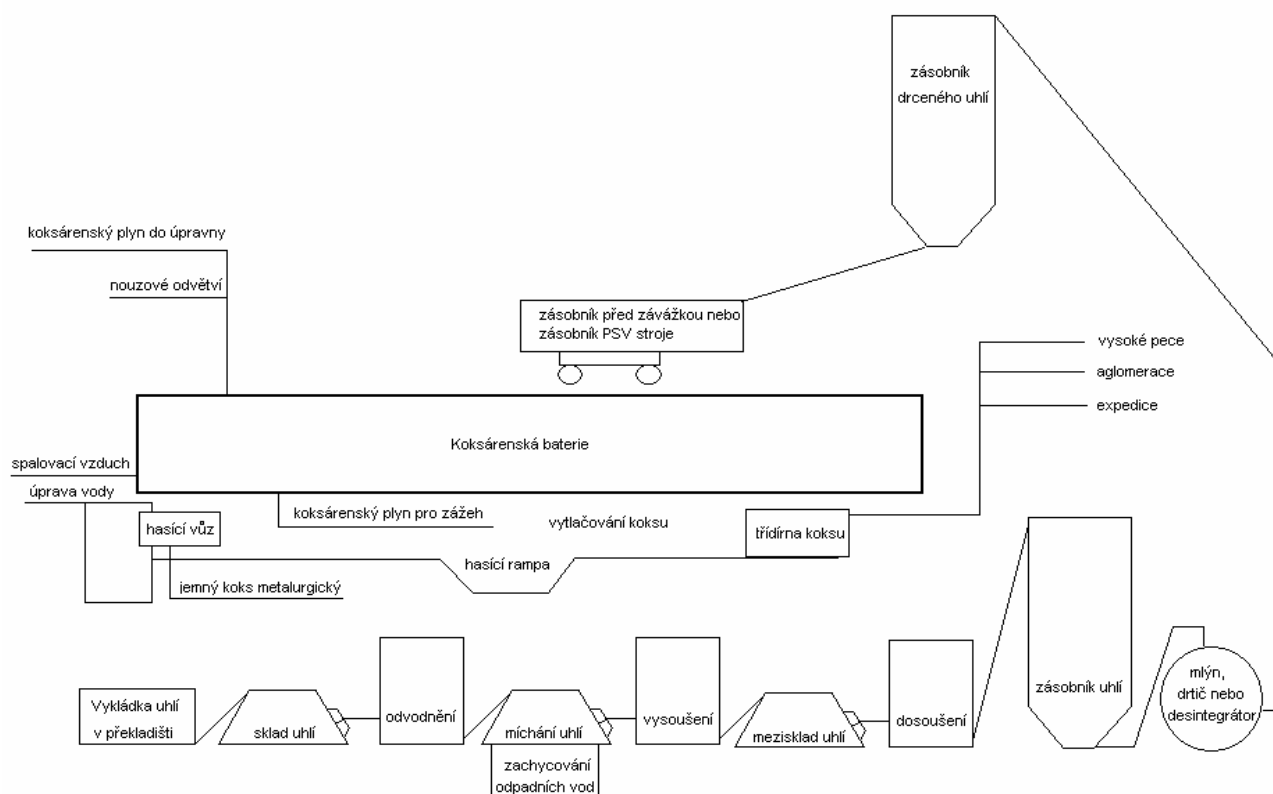 zásobník
drceného uhlí
koksárenský plyn do úpravny
nouzové odvětví
zásobník před závážkou nebo
zásobník PSV stroje
vysoké pece
aglomerace
expedice
Koksárenská baterie
spalovací vzduch
úprava vody
hasící vůz
koksárenský plyn pro zážeh
vytlačování koksu
třídírna koksu
hasící rampa
jemný koks metalurgický
Vykládka uhlí
v překladišti
sklad uhlí
odvodnění
míchání uhlí
zachycování
odpadních vod
vysoušení
mezisklad uhlí
dosoušení
zásobník uhlí
mlýn,
drtič nebo
desintegrátor